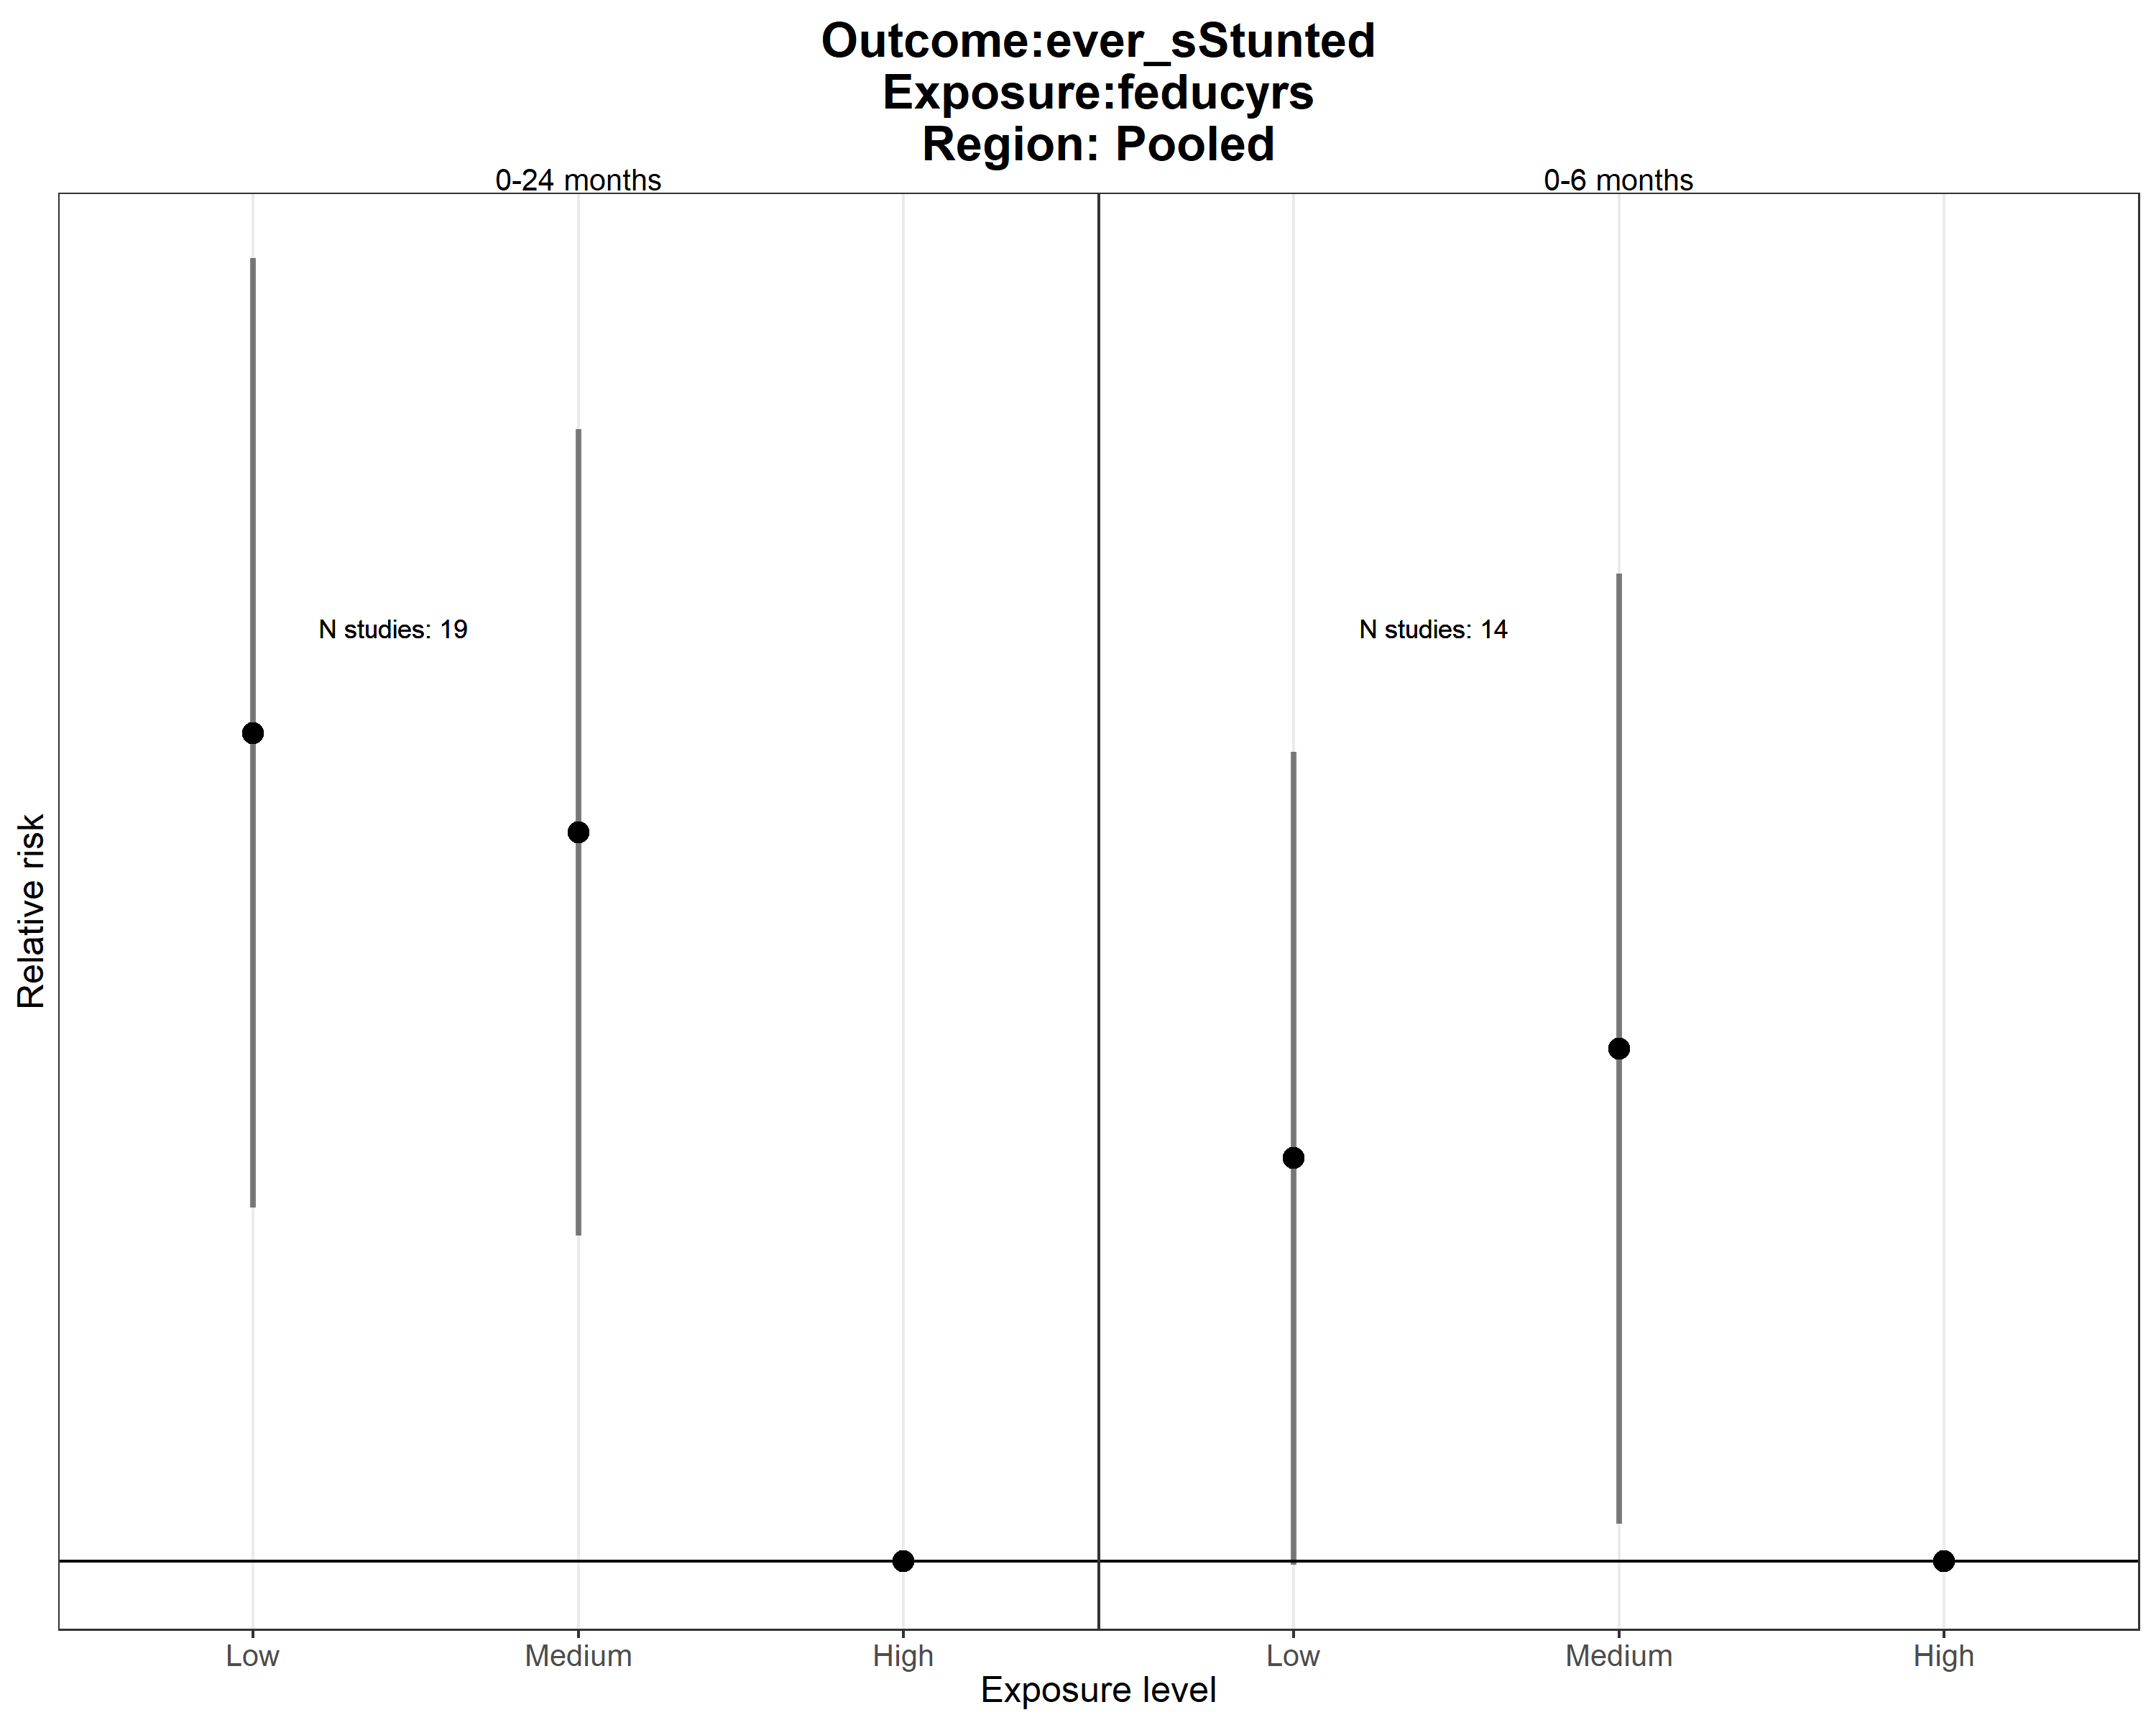 Outcome:ever_sStunted
Exposure:feducyrs
Region: Pooled
0-24 months
0-6 months
N studies: 19
N studies: 14
Relative risk
Low
Medium
High
Low
Medium
High
Exposure level